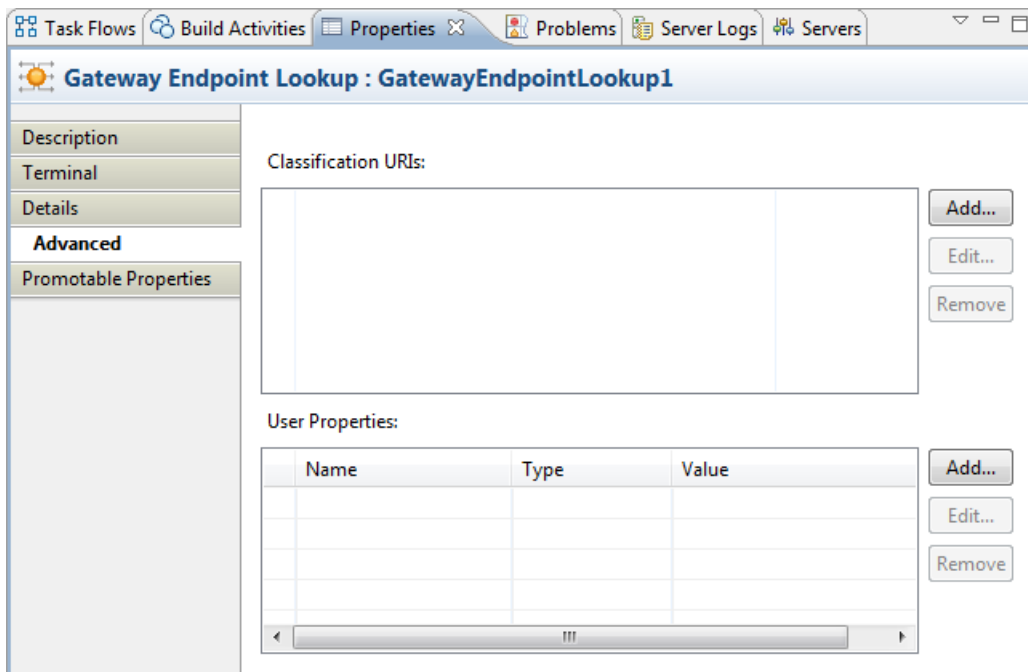 Task Flows Build Activities Properties Problems Server Logs Servers
Gateway Endpoint Lookup : GatewayEndpointLookup1
Description
Terminal
Details
Advanced
Promotable Properties
Classification URIs:
Add...
Edit...
Remove
User Properties:
Name Type Value
Add...
Edit...
Remove